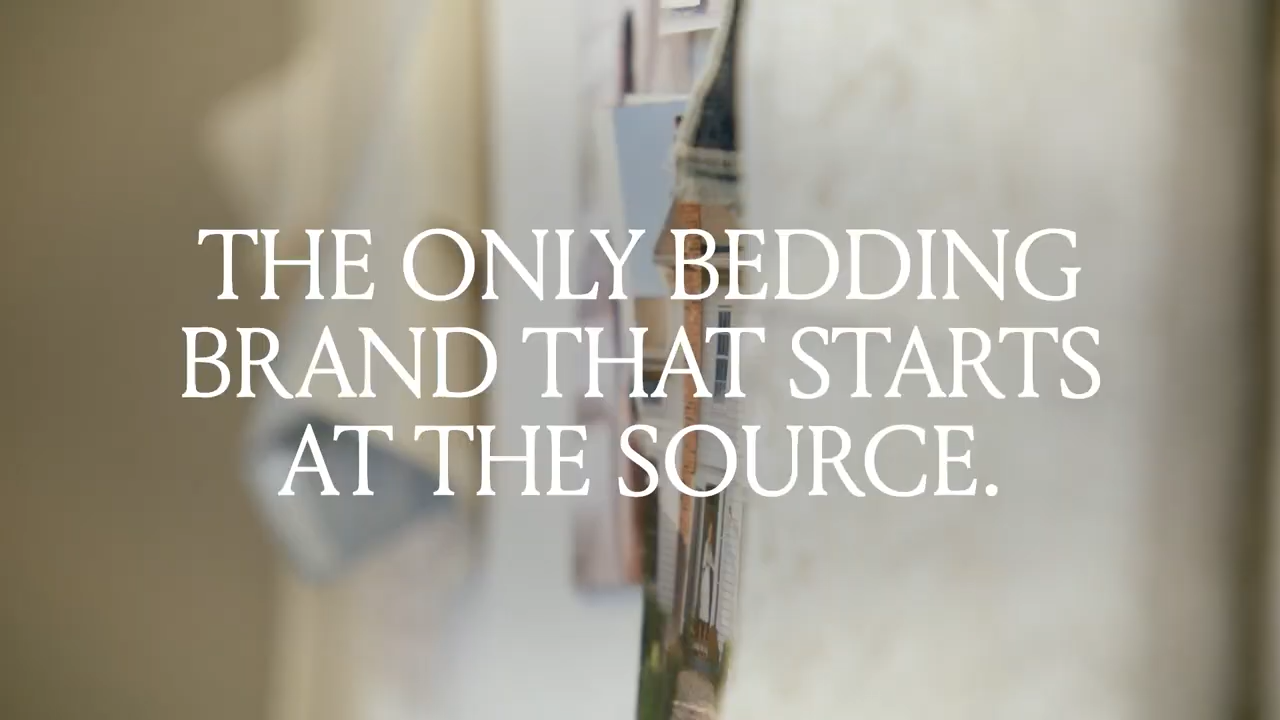 THE ONLY BEDDING
BRAND THAT STARTS
AT THE SOURCE.